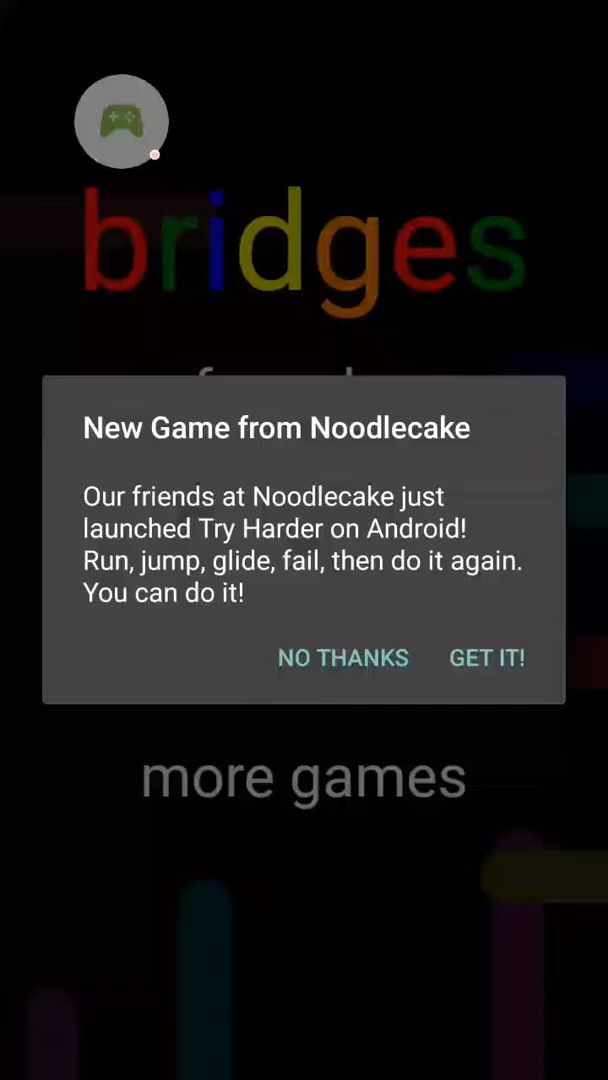 bridges
New Game from Noodlecake
Our friends at Noodlecake just
launched Try Harder on Android!
Run, jump, glide, fail, then do it again.
You can do it!
NO THANKS GET IT!
more games